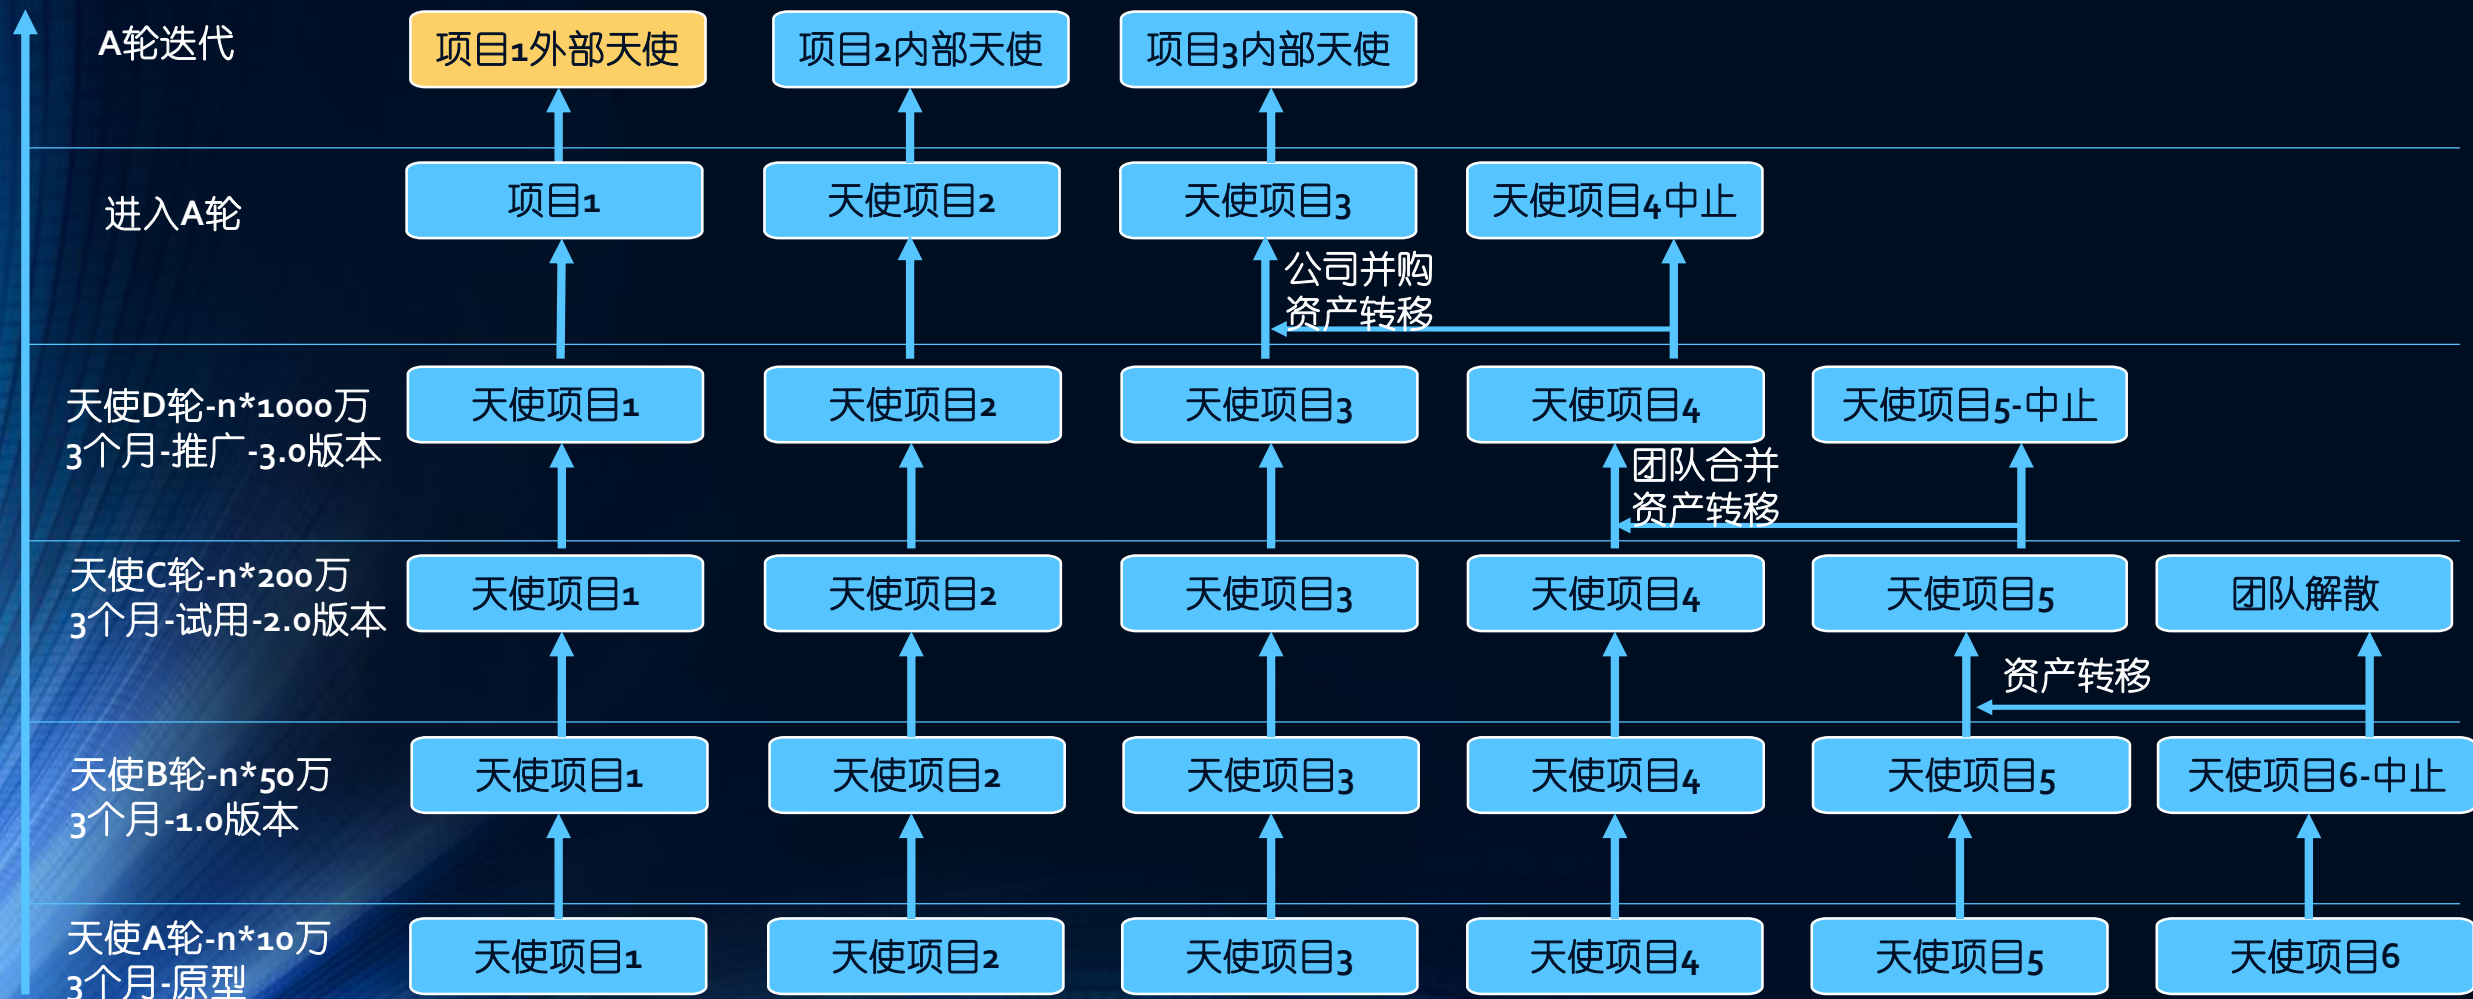 A轮迭代
项目1外部天使
项目2内部天使
项目3内部天使
进入A轮
项目1
天使项目2
天使项目3
天使项目4中止
公司并购
资产转移
天使D轮-n*1000万
3个月-推广-3.0版本
天使项目1
天使项目2
天使项目3
天使项目4
天使项目5-中止
团队合并
资产转移
天使C轮-n*200万
3个月-试用-2.0版本
天使项目1
天使项目2
天使项目3
天使项目4
天使项目5
团队解散
资产转移
天使B轮-n*50万
3个月-1.0版本
天使项目1
天使项目2
天使项目3
天使项目4
天使项目5
天使项目6-中止
天使A轮-n*10万
3个月-原型
天使项目1
天使项目2
天使项目3
天使项目4
天使项目5
天使项目6